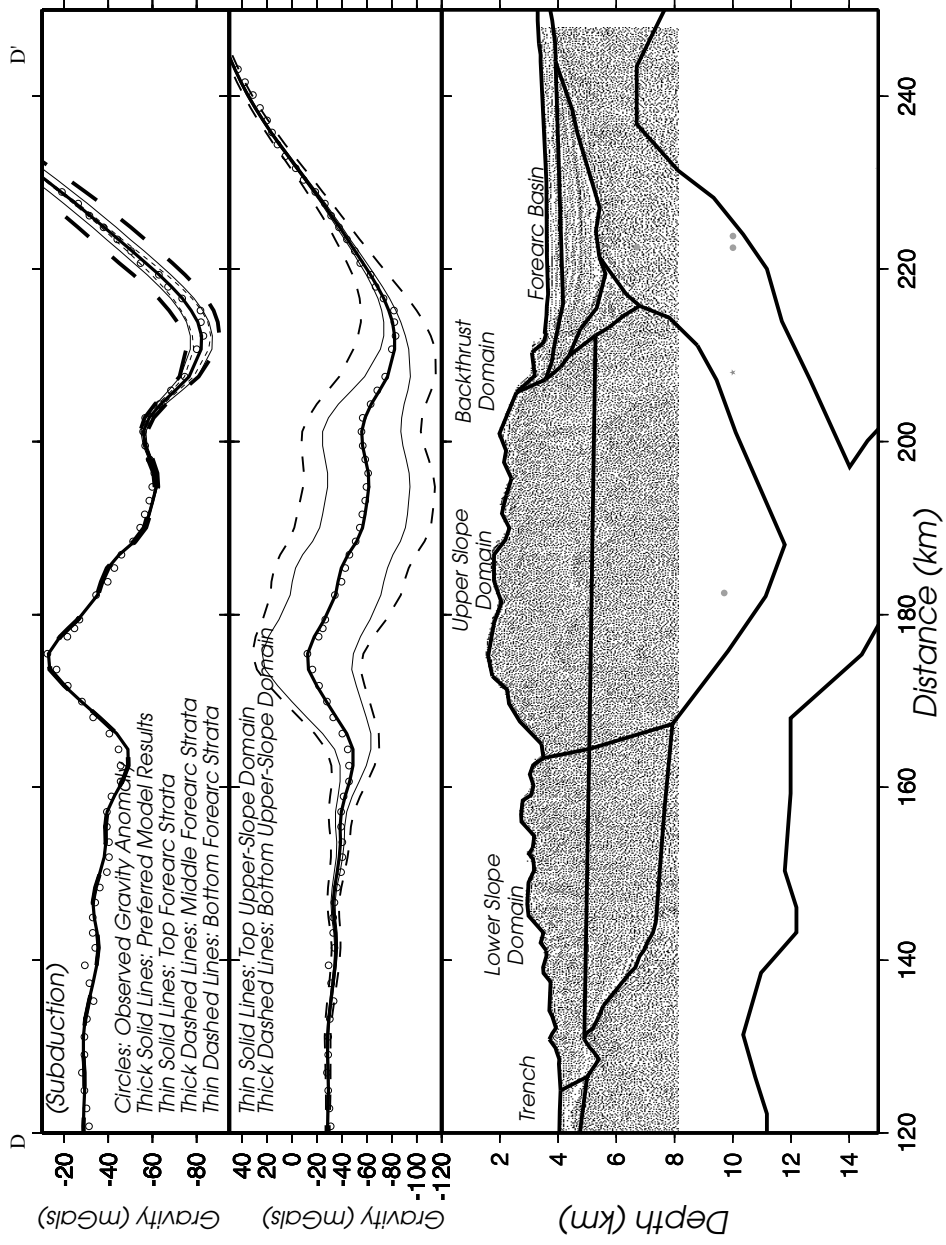 D
D'
(Subduction)
Circles: Observed Gravity Anomaly
Thick Solid Lines: Preferred Model Results
Thin Solid Lines: Top Forearc Strata
Thick Dashed Lines: Middle Forearc Strata
Thin Dashed Lines: Bottom Forearc Strata
-20
-40
-60
-80
Gravity (mGals)
Thin Solid Lines: Top Upper-Slope Domain
Thick Dashed Lines: Bottom Upper-Slope Domain
40
20
0
-20
-40
-60
-80
-100
-120
Gravity (mGals)
Trench
Lower Slope
Domain
Upper Slope
Domain
Backthrust
Domain
Forearc Basin
2
4
6
8
10
12
14
Depth (km)
120
140
160
180
200
220
240
Distance (km)